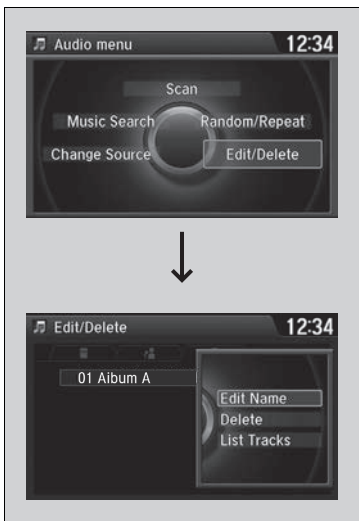 Audio menu 12:34
Scan
Music Search Random/Repeat
Change Source Edit/Delete
Edit/Delete 12:34
01 Aibum A
Edit Name
Delete
List Tracks